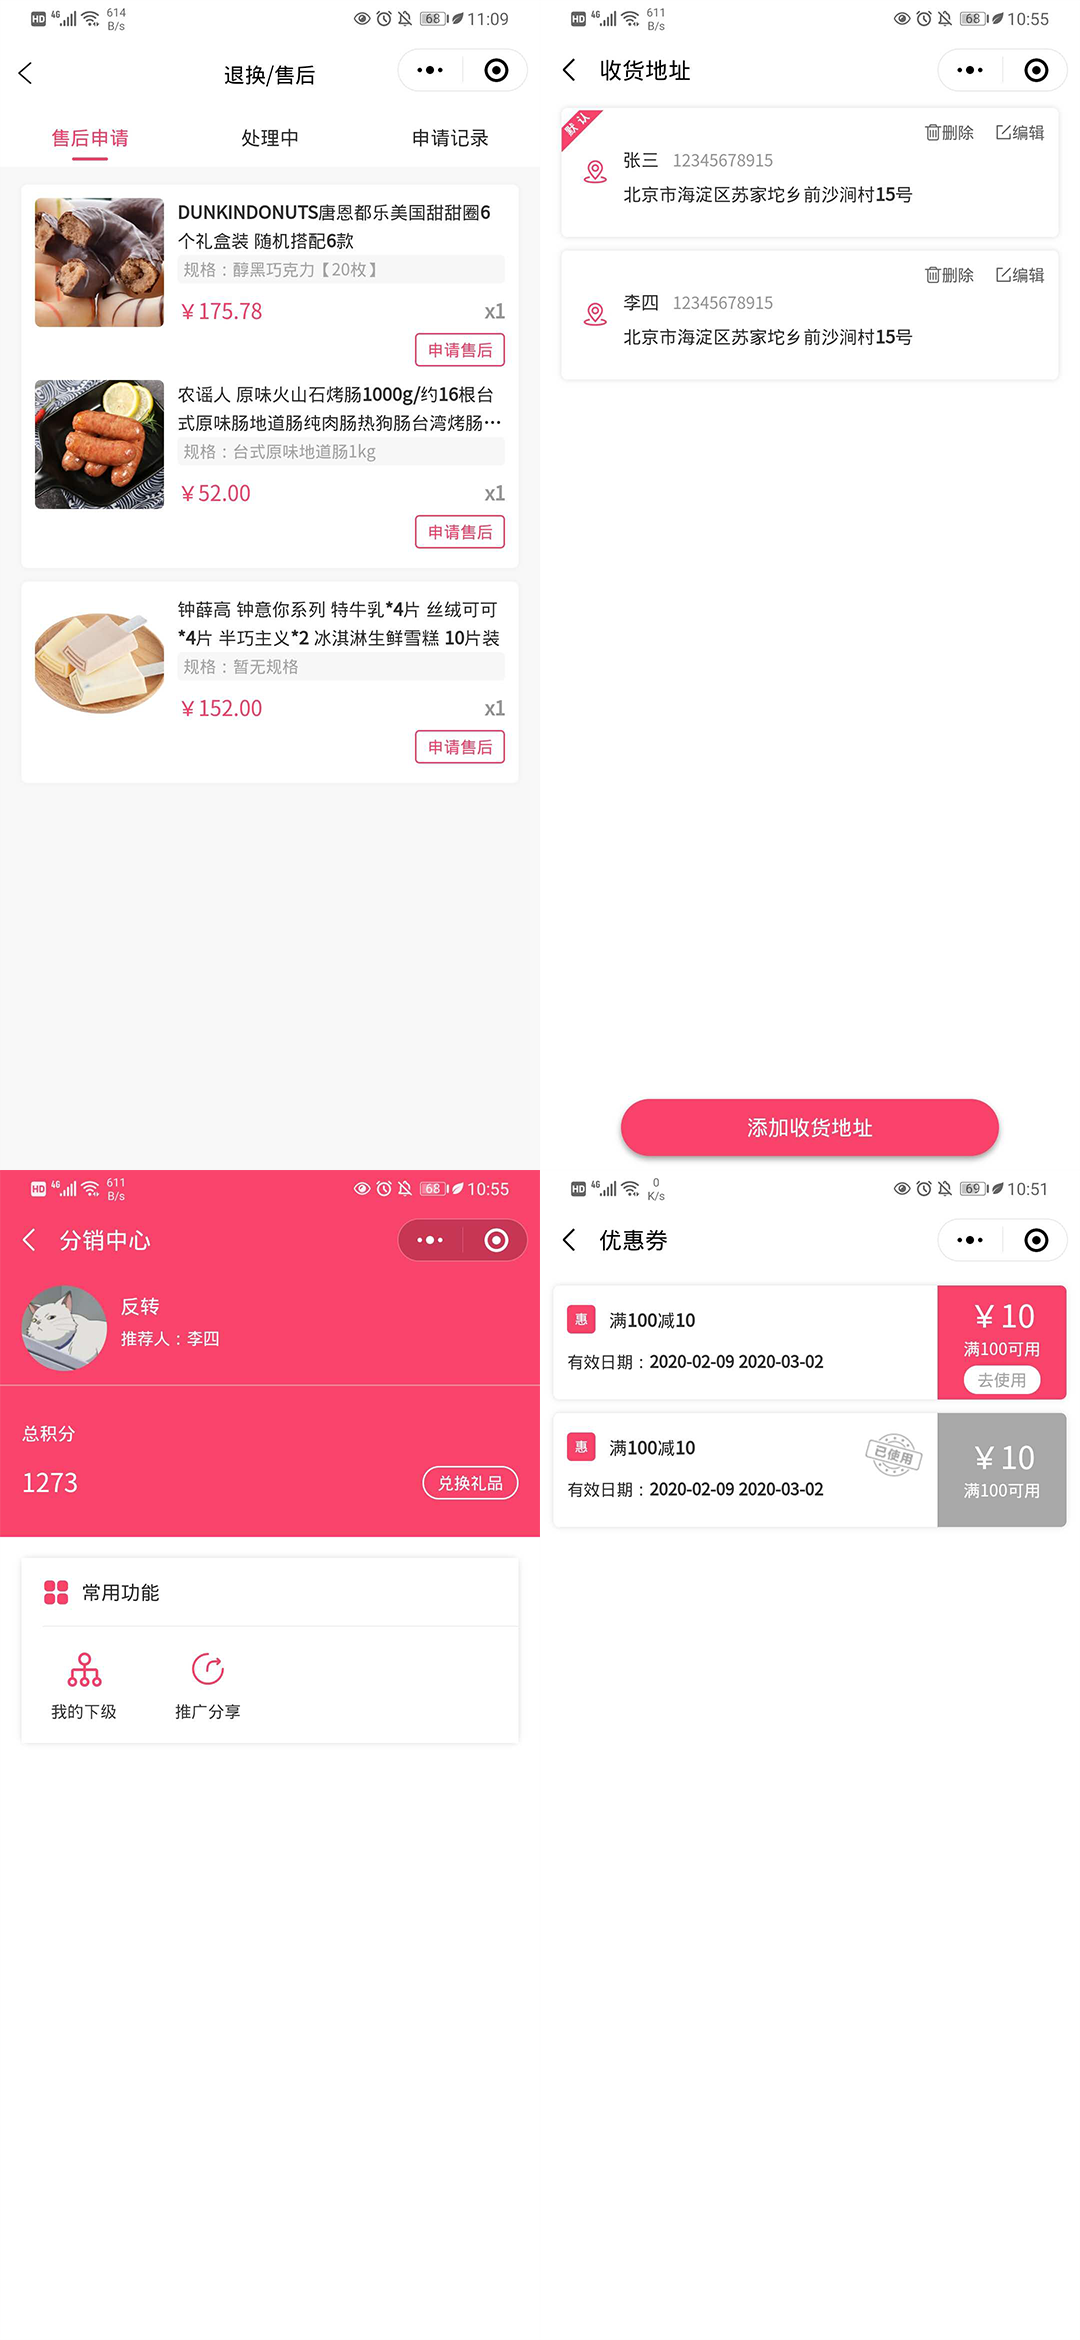 HD 4G 614 B/s 68 11:09
退换/售后
售后申请 处理中 申请记录
DUNKINDONUTS唐恩都乐美国甜甜圈6
个礼盒装 随机搭配6款
规格：醇黑巧克力【20枚】
￥175.78 x1
申请售后
农谣人 原味火山石烤肠1000g/约16根台
式原味肠地道肠纯肉肠热狗肠台湾烤肠…
规格：台式原味地道肠1kg
￥52.00 x1
申请售后
钟薛高 钟意你系列 特牛乳*4片 丝绒可可
*4片 半巧主义*2 冰淇淋生鲜雪糕 10片装
规格：暂无规格
￥152.00 x1
申请售后
HD 4G 611 B/s 68 10:55
收货地址
默认
删除 编辑
张三 12345678915
北京市海淀区苏家坨乡前沙涧村15号
删除 编辑
李四 12345678915
北京市海淀区苏家坨乡前沙涧村15号
添加收货地址
HD 4G 611 B/s 68 10:55
分销中心
反转
推荐人：李四
总积分
1273
兑换礼品
常用功能
我的下级 推广分享
HD 4G 0 K/s 69 10:51
优惠券
惠 满100减10
有效日期：2020-02-09 2020-03-02
￥10
满100可用
去使用
惠 满100减10
已使用
有效日期：2020-02-09 2020-03-02
￥10
满100可用